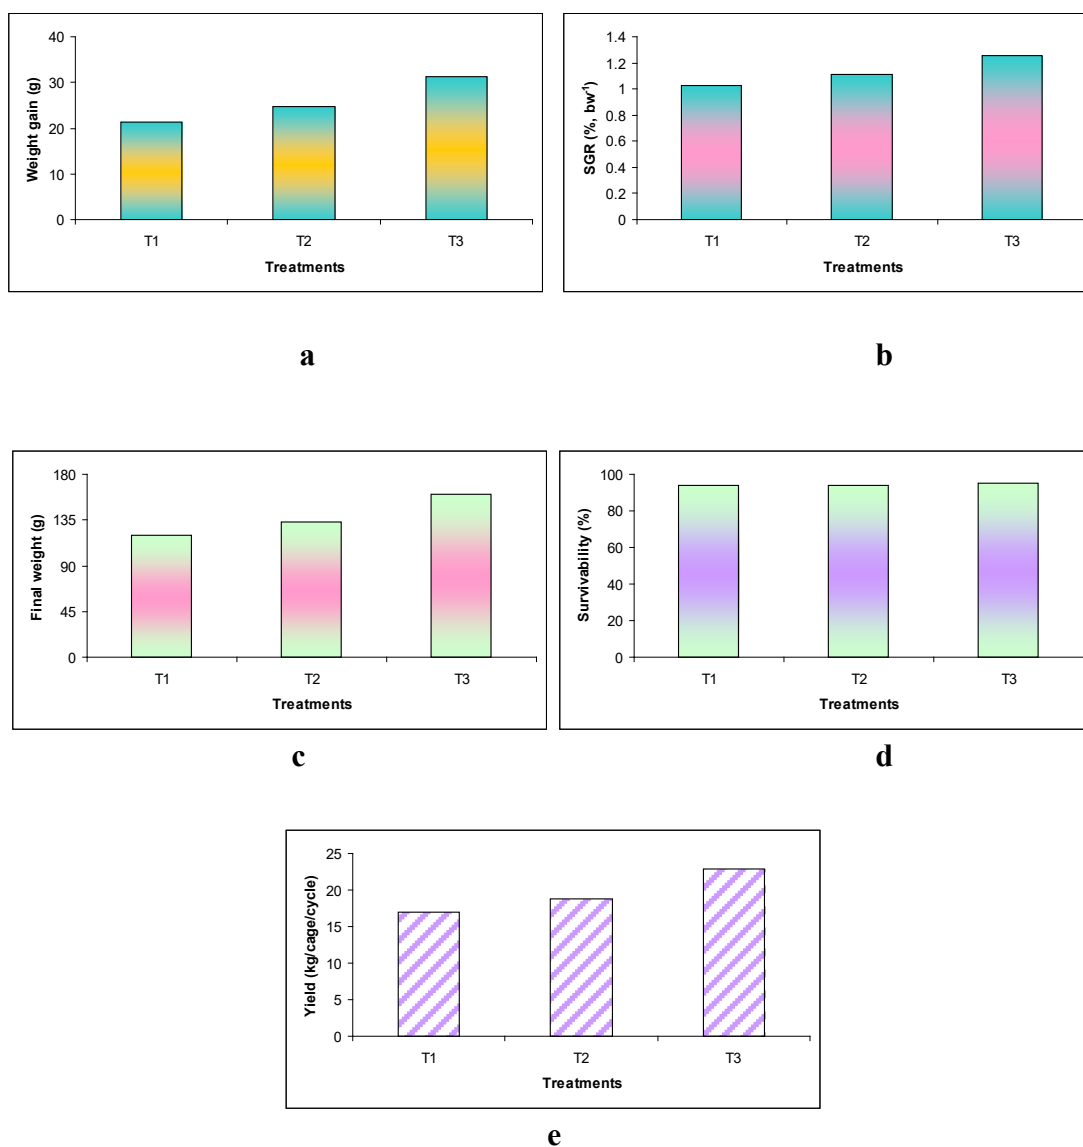 40
30
20
10
0
Weight gain (g)
T1 T2 T3
Treatments
a
1.4
1.2
1
0.8
0.6
0.4
0.2
0
SGR (%, bw⁻¹)
T1 T2 T3
Treatments
b
180
135
90
45
0
Final weight (g)
T1 T2 T3
Treatments
c
100
80
60
40
20
0
Survivability (%)
T1 T2 T3
Treatments
d
25
20
15
10
5
0
Yield (kg/cage/cycle)
T1 T2 T3
Treatments
e